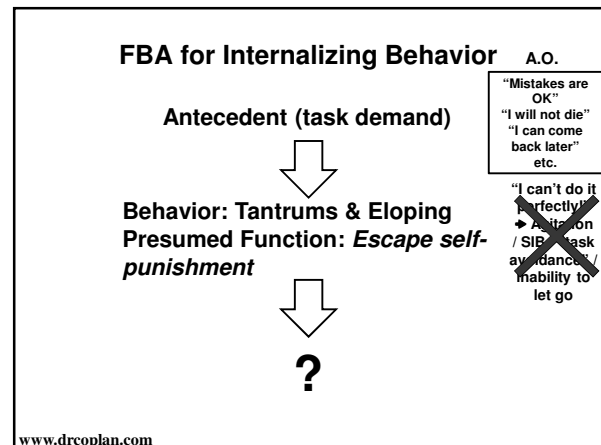 FBA for Internalizing Behavior
A.O.
“Mistakes are
OK”
“I will not die”
“I can come
back later”
etc.
Antecedent (task demand)
“I can’t do it
perfectly!”
/ SIB / “task
avoidance” /
inability to
let go
Behavior: Tantrums & Eloping
Presumed Function: Escape self-
punishment
?
www.drcoplan.com